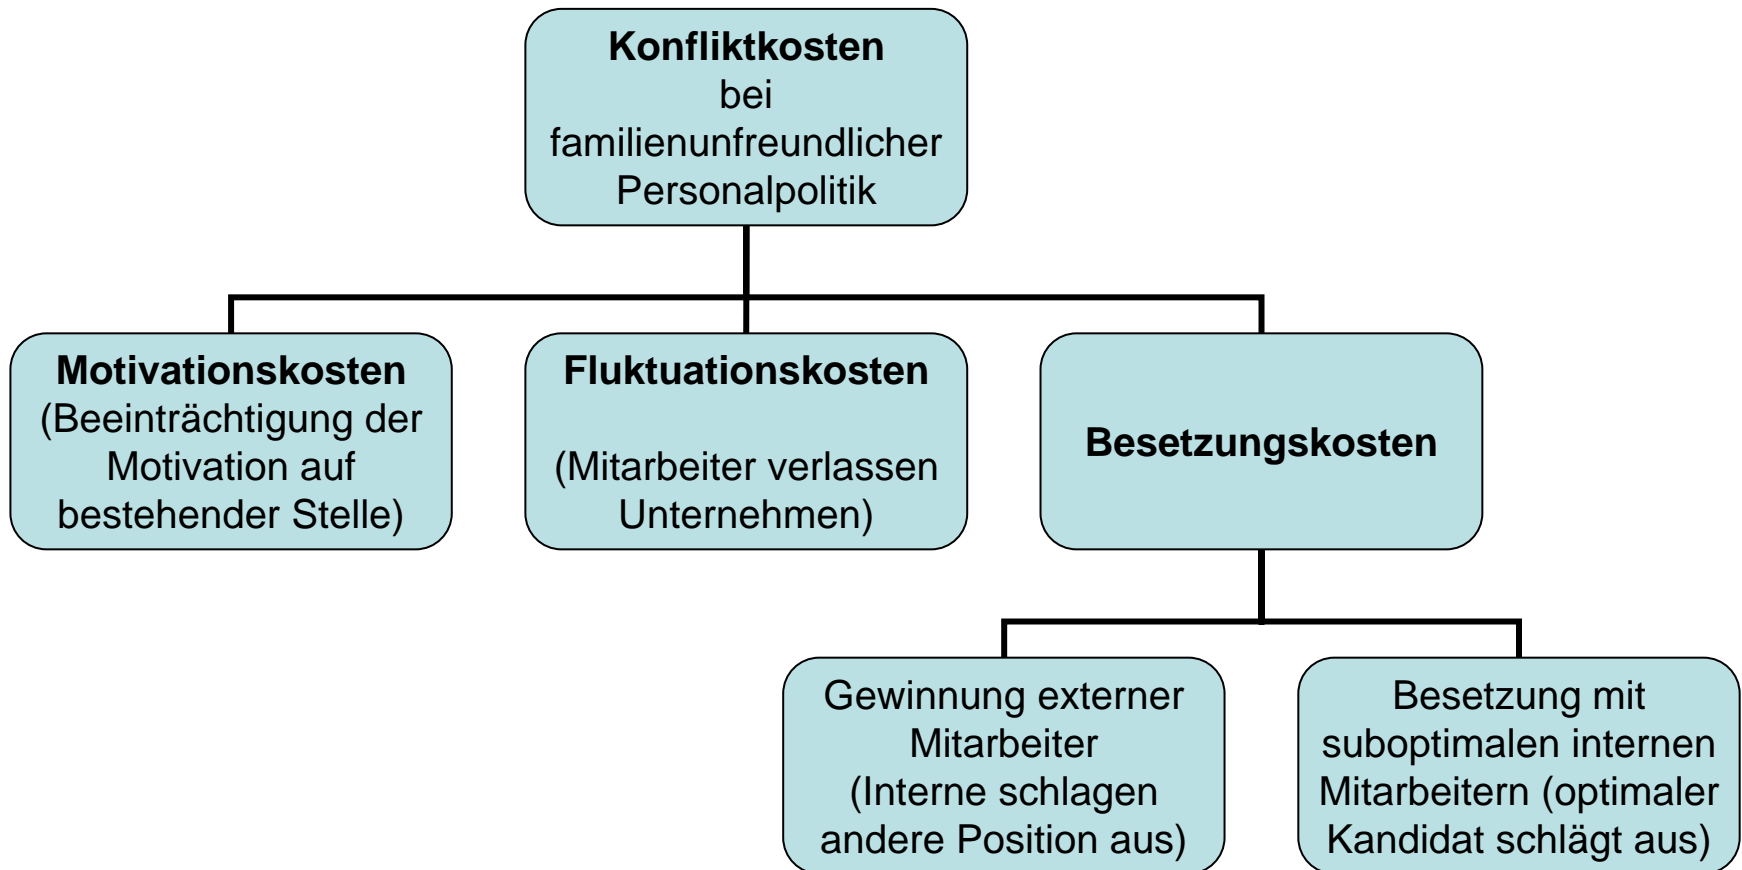 Konfliktkosten
bei
familienunfreundlicher
Personalpolitik
Motivationskosten
(Beeinträchtigung der
Motivation auf
bestehender Stelle)
Fluktuationskosten
(Mitarbeiter verlassen
Unternehmen)
Besetzungskosten
Gewinnung externer
Mitarbeiter
(Interne schlagen
andere Position aus)
Besetzung mit
suboptimalen internen
Mitarbeitern (optimaler
Kandidat schlägt aus)